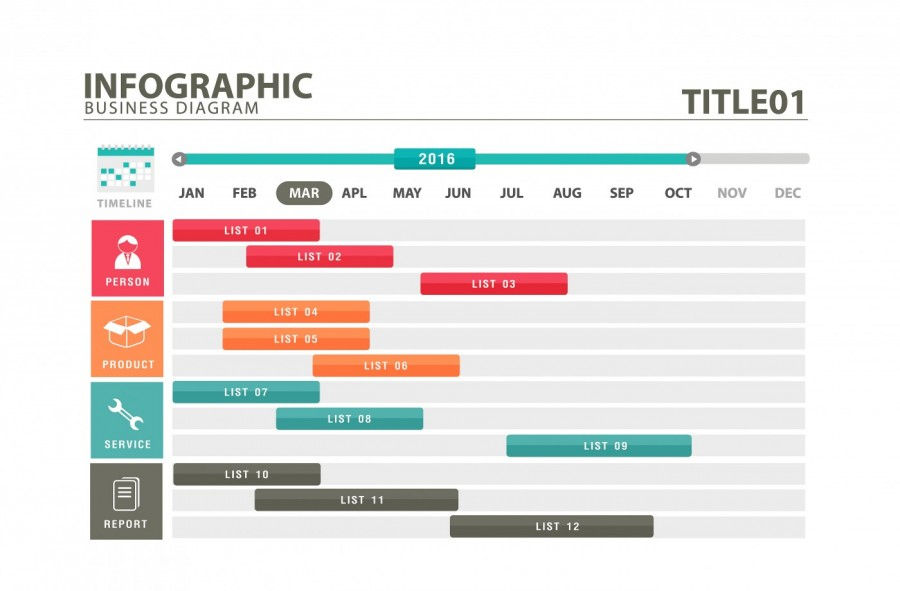 INFOGRAPHIC
BUSINESS DIAGRAM
TITLE01
2016
TIMELINE
JAN FEB MAR APL MAY JUN JUL AUG SEP OCT NOV DEC
PERSON
LIST 01
LIST 02
LIST 03
PRODUCT
LIST 04
LIST 05
LIST 06
SERVICE
LIST 07
LIST 08
LIST 09
REPORT
LIST 10
LIST 11
LIST 12